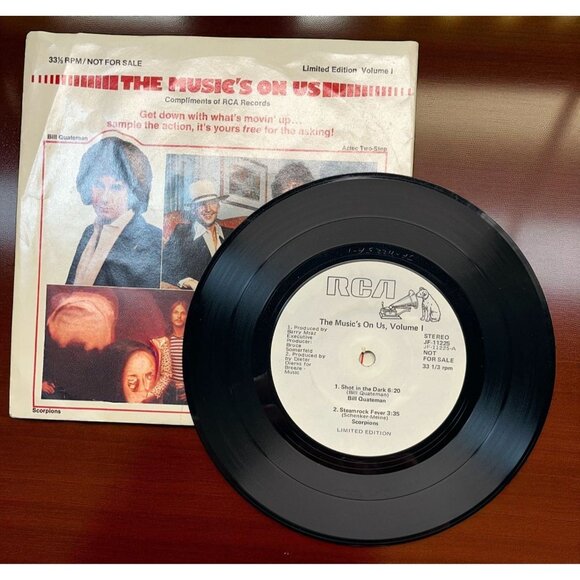 33⅓ RPM/NOT FOR SALE
Limited Edition, Volume I
THE MUSIC'S ON US
Compliments of RCA Records
Get down with what's movin' up...
sample the action, it's yours free for the asking!
Bill Quateman
Aztec Two-Step
Scorpions
RCA
The Music's On Us, Volume I
1. Produced by
Barry Mraz
Executive
Producer:
Bruce
Somerfeld
2. Produced by
by Dieter
Dierks for
Breeze-
Music
STEREO
JF-11225
JF-11225-A
NOT
FOR SALE
33 1/3 rpm
1. Shot in the Dark 6:20
(Bill Quateman)
Bill Quateman
2. Steamrock Fever 3:35
(Schenker-Meine)
Scorpions
LIMITED EDITION